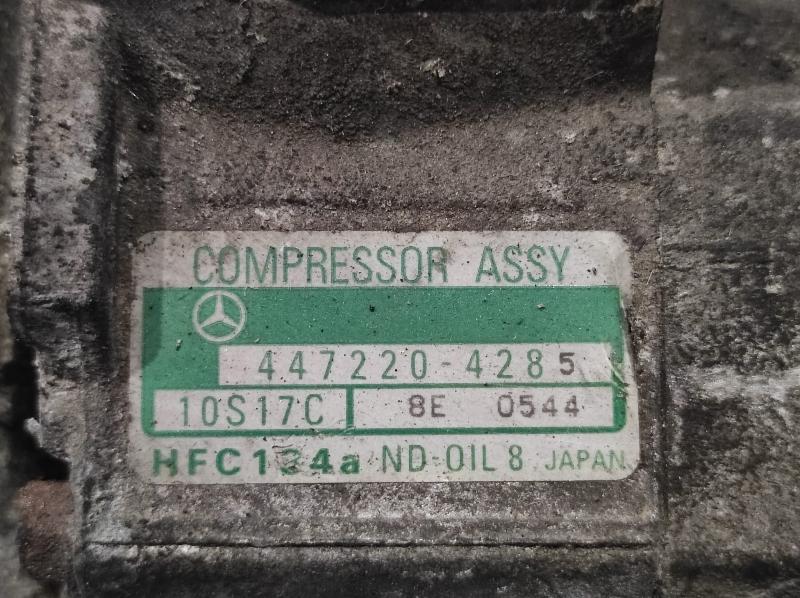 COMPRESSOR ASSY
447220-4285
10S17C 8E 0544
HFC134a ND-OIL 8 JAPAN